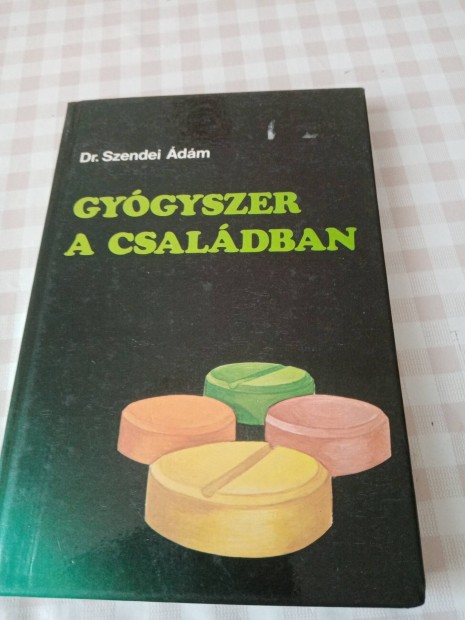 Dr. Szendei Ádám
GYÓGYSZER
A CSALÁDBAN